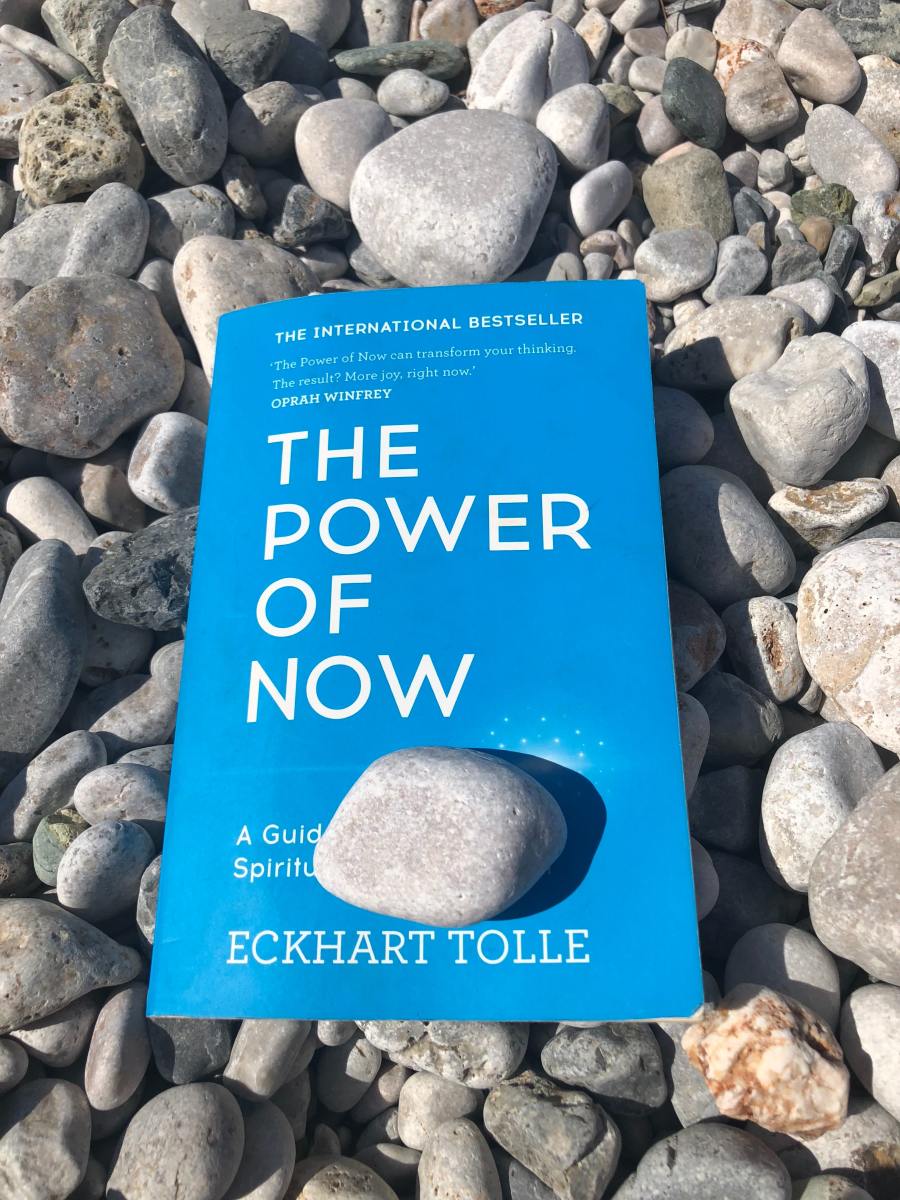 THE INTERNATIONAL BESTSELLER
'The Power of Now can transform your thinking.
The result? More joy, right now.'
OPRAH WINFREY
THE
POWER
OF
NOW
A Guid
Spiritu
ECKHART TOLLE